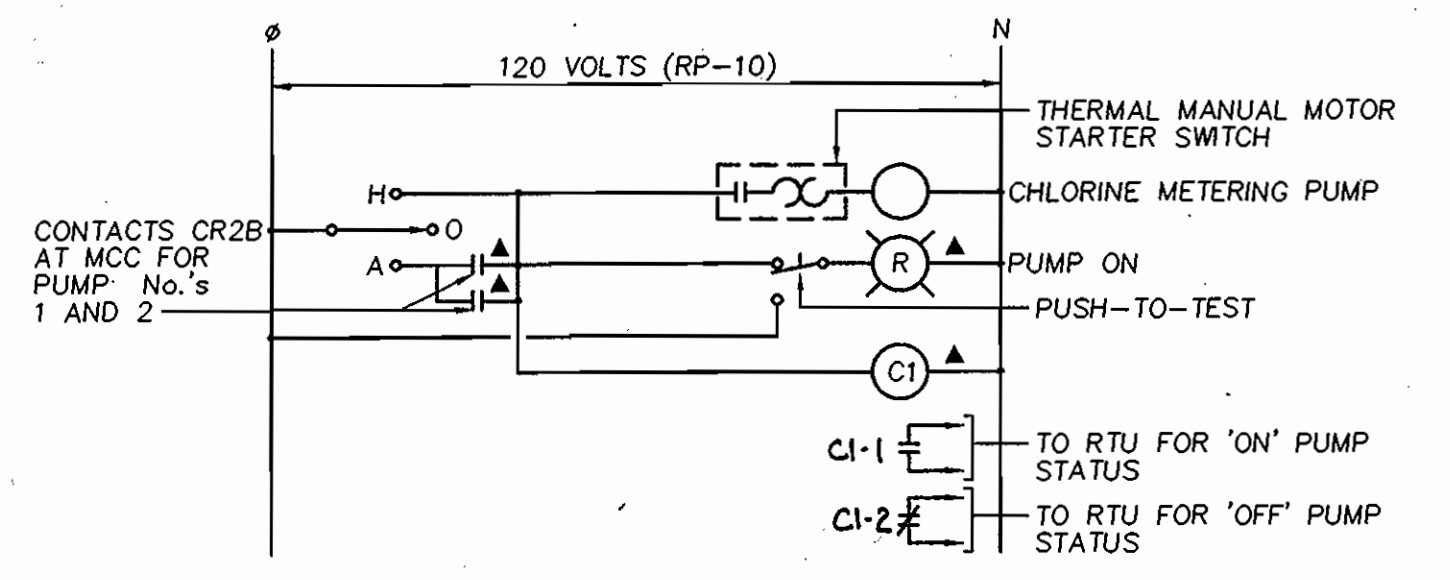 ø
N
120 VOLTS (RP-10)
THERMAL MANUAL MOTOR
STARTER SWITCH
H
CHLORINE METERING PUMP
CONTACTS CR2B
AT MCC FOR
PUMP No.'s
1 AND 2
O
A
R
PUMP ON
PUSH-TO-TEST
C1
C1-1
TO RTU FOR 'ON' PUMP
STATUS
C1-2
TO RTU FOR 'OFF' PUMP
STATUS